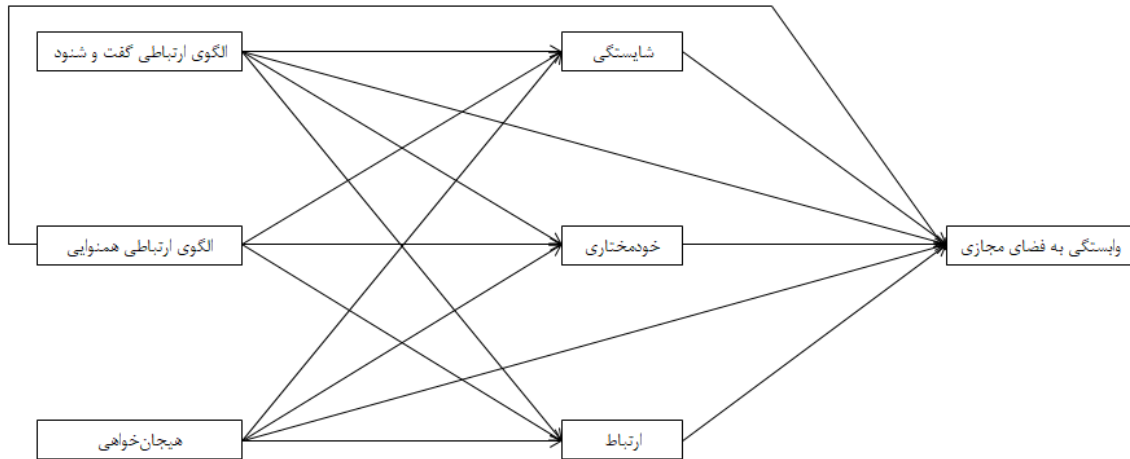 الگوی ارتباطی گفت و شنود
شایستگی
الگوی ارتباطی همنوایی
خودمختاری
وابستگی به فضای مجازی
هیجان‌خواهی
ارتباط